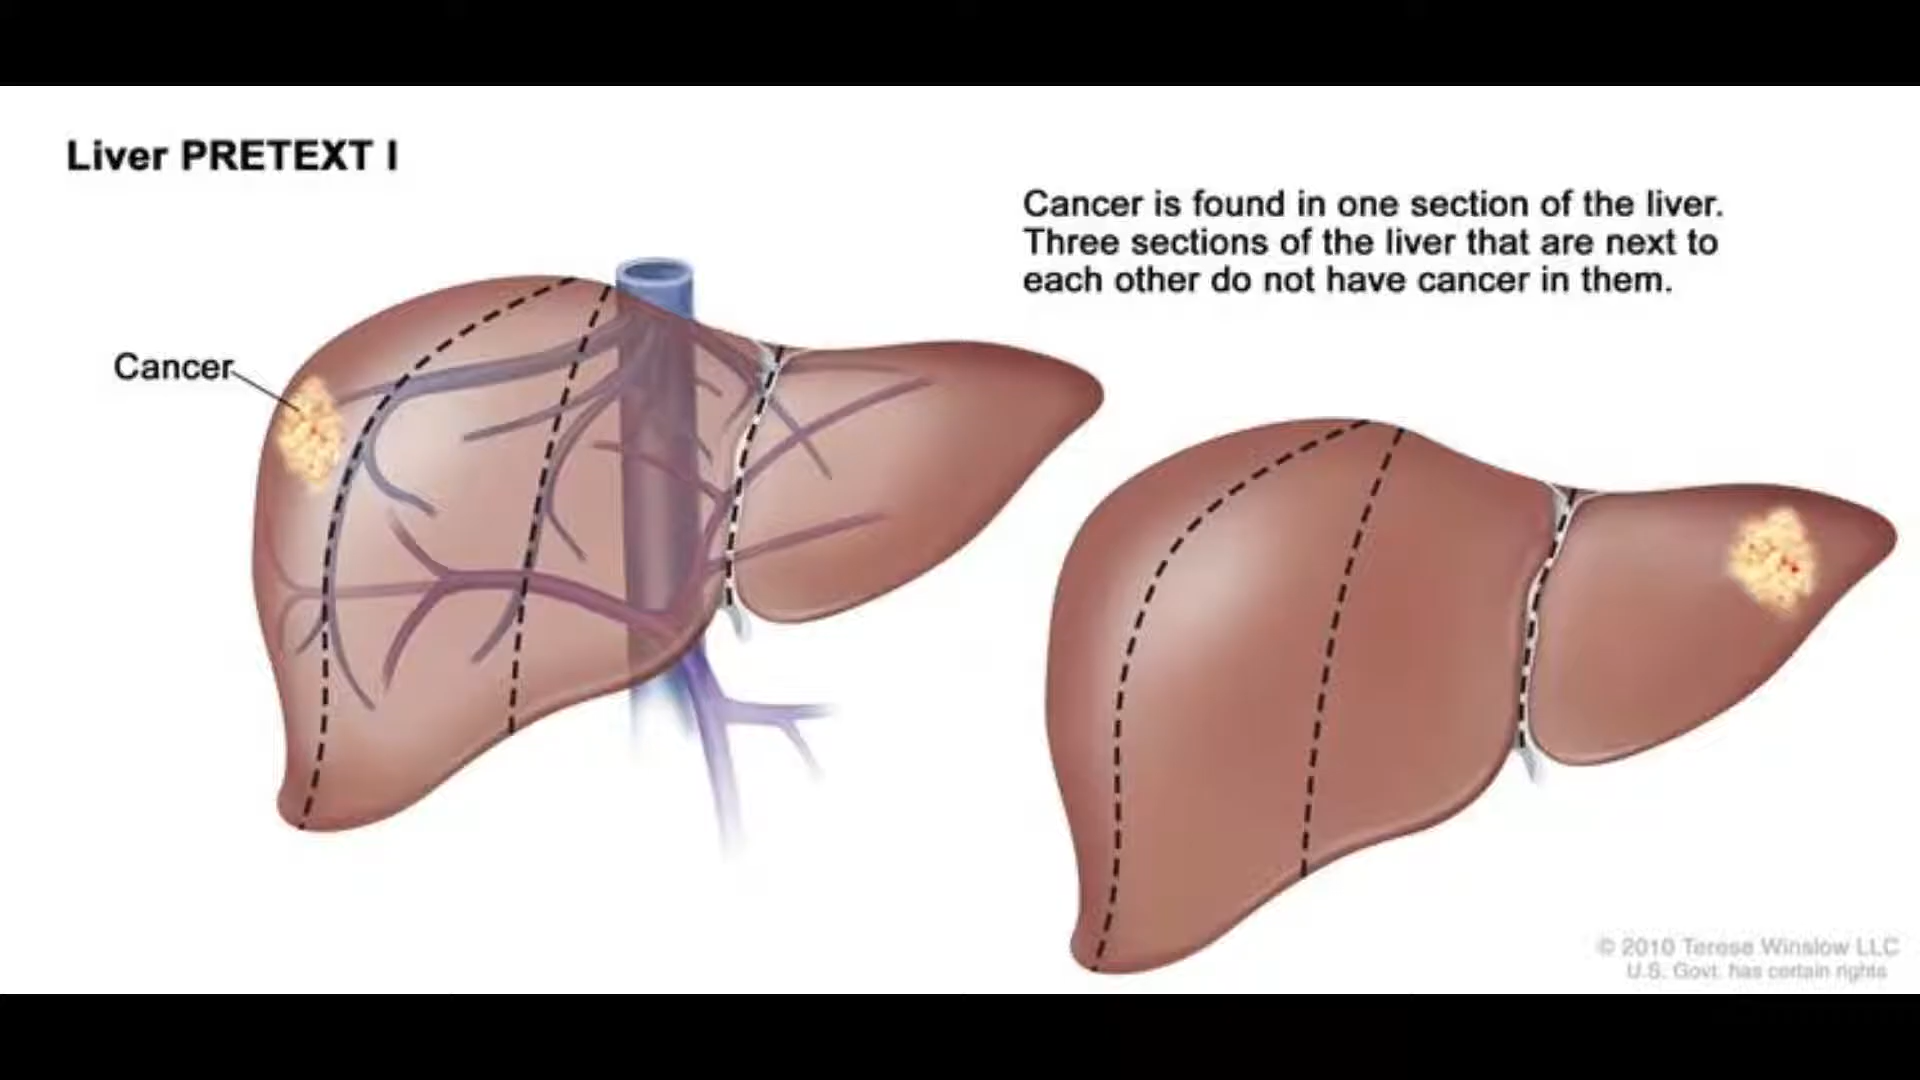 Liver PRETEXT I
Cancer is found in one section of the liver.
Three sections of the liver that are next to
each other do not have cancer in them.
Cancer
© 2010 Terese Winslow LLC
U.S. Govt. has certain rights